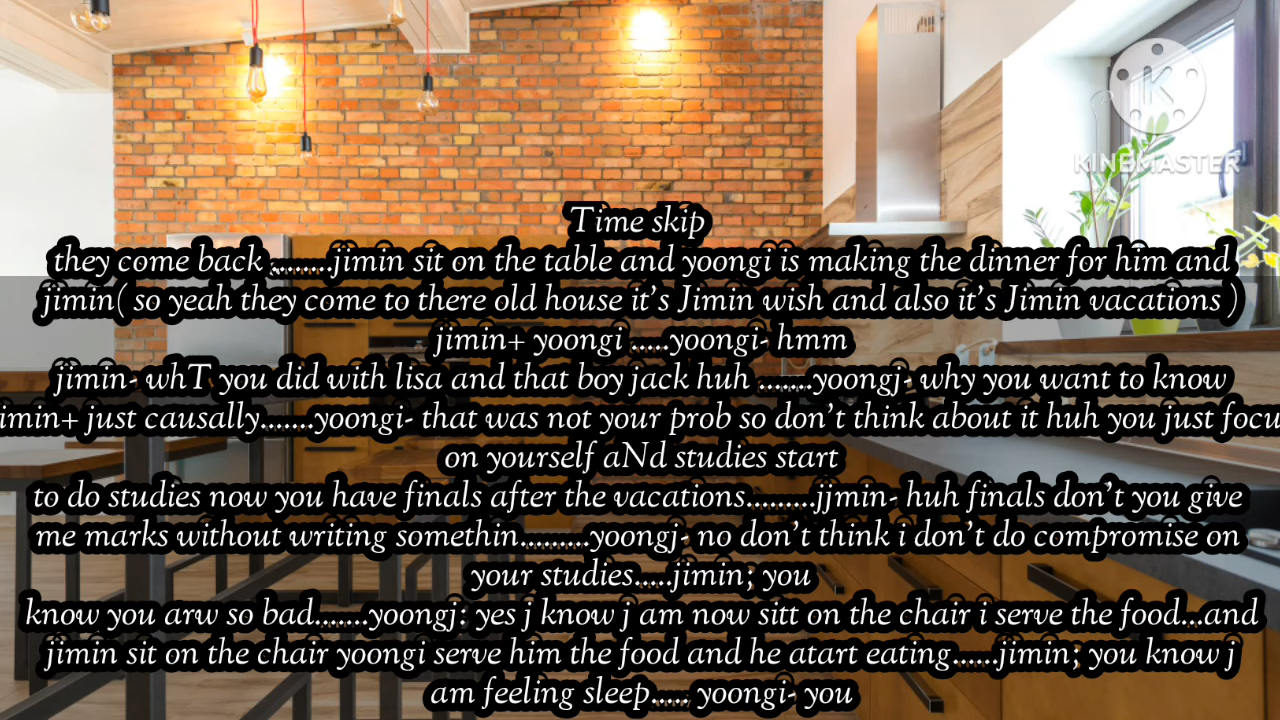 K
KINEMASTER
Time skip
they come back ,........jimin sit on the table and yoongi is making the dinner for him and
jimin( so yeah they come to there old house it's Jimin wish and also it's Jimin vacations )
jimin+ yoongi .....yoongi- hmm
jimin- whT you did with lisa and that boy jack huh .......yoongj- why you want to know
imin+ just causally.......yoongi- that was not your prob so don't think about it huh you just focu
on yourself aNd studies start
to do studies now you have finals after the vacations.........jjmin- huh finals don't you give
me marks without writing somethin..........yoongj- no don't think i don't do compromise on
your studies.....jimin; you
know you arw so bad.......yoongj: yes j know j am now sitt on the chair i serve the food...and
jimin sit on the chair yoongi serve him the food and he atart eating......jimin; you know j
am feeling sleep..... yoongi- you